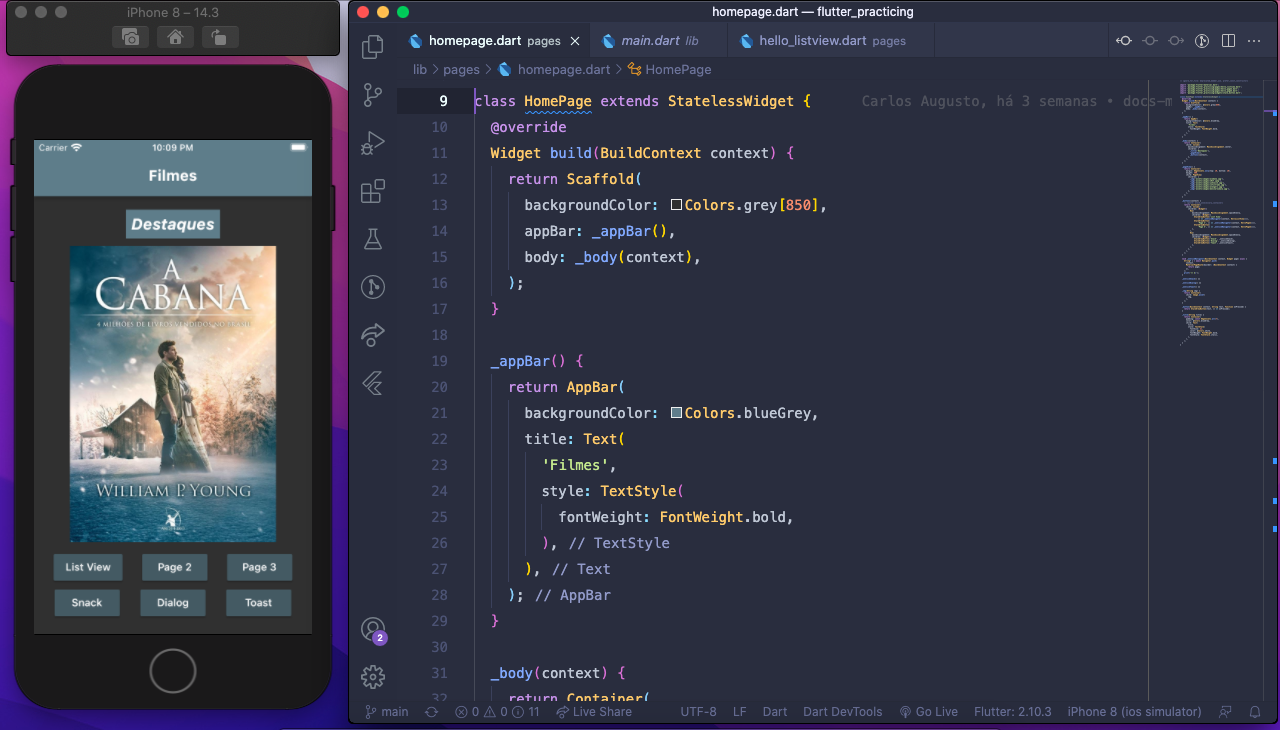 iPhone 8 – 14.3
Carrier
10:09 PM
Filmes
Destaques
A
CABANA
4 MILHÕES DE LIVROS VENDIDOS NO BRASIL
WILLIAM P. YOUNG
List View
Page 2
Page 3
Snack
Dialog
Toast
homepage.dart — flutter_practicing
homepage.dart pages
main.dart lib
hello_listview.dart pages
lib > pages > homepage.dart > HomePage
9 class HomePage extends StatelessWidget { Carlos Augusto, há 3 semanas • docs-m
10 @override
11 Widget build(BuildContext context) {
12 return Scaffold(
13 backgroundColor: Colors.grey[850],
14 appBar: _appBar(),
15 body: _body(context),
16 );
17 }
18
19 _appBar() {
20 return AppBar(
21 backgroundColor: Colors.blueGrey,
22 title: Text(
23 'Filmes',
24 style: TextStyle(
25 fontWeight: FontWeight.bold,
26 ), // TextStyle
27 ), // Text
28 ); // AppBar
29 }
30
31 _body(context) {
32 return Container(
2
main
0 0 11
Live Share
UTF-8
LF
Dart
Dart DevTools
Go Live
Flutter: 2.10.3
iPhone 8 (ios simulator)